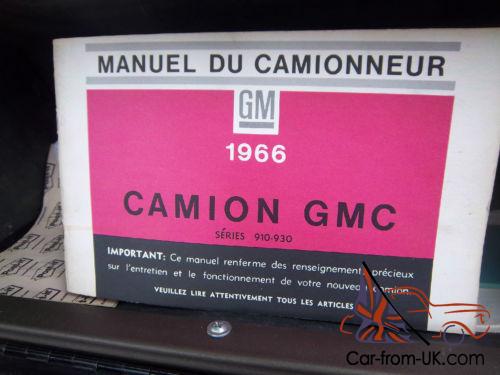 MANUEL DU CAMIONNEUR
GM
1966
CAMION GMC
SÉRIES 910-930
IMPORTANT: Ce manuel renferme des renseignements précieux
sur l'entretien et le fonctionnement de votre nouveau camion.
VEUILLEZ LIRE ATTENTIVEMENT TOUS LES ARTICLES
Car-from-UK.com